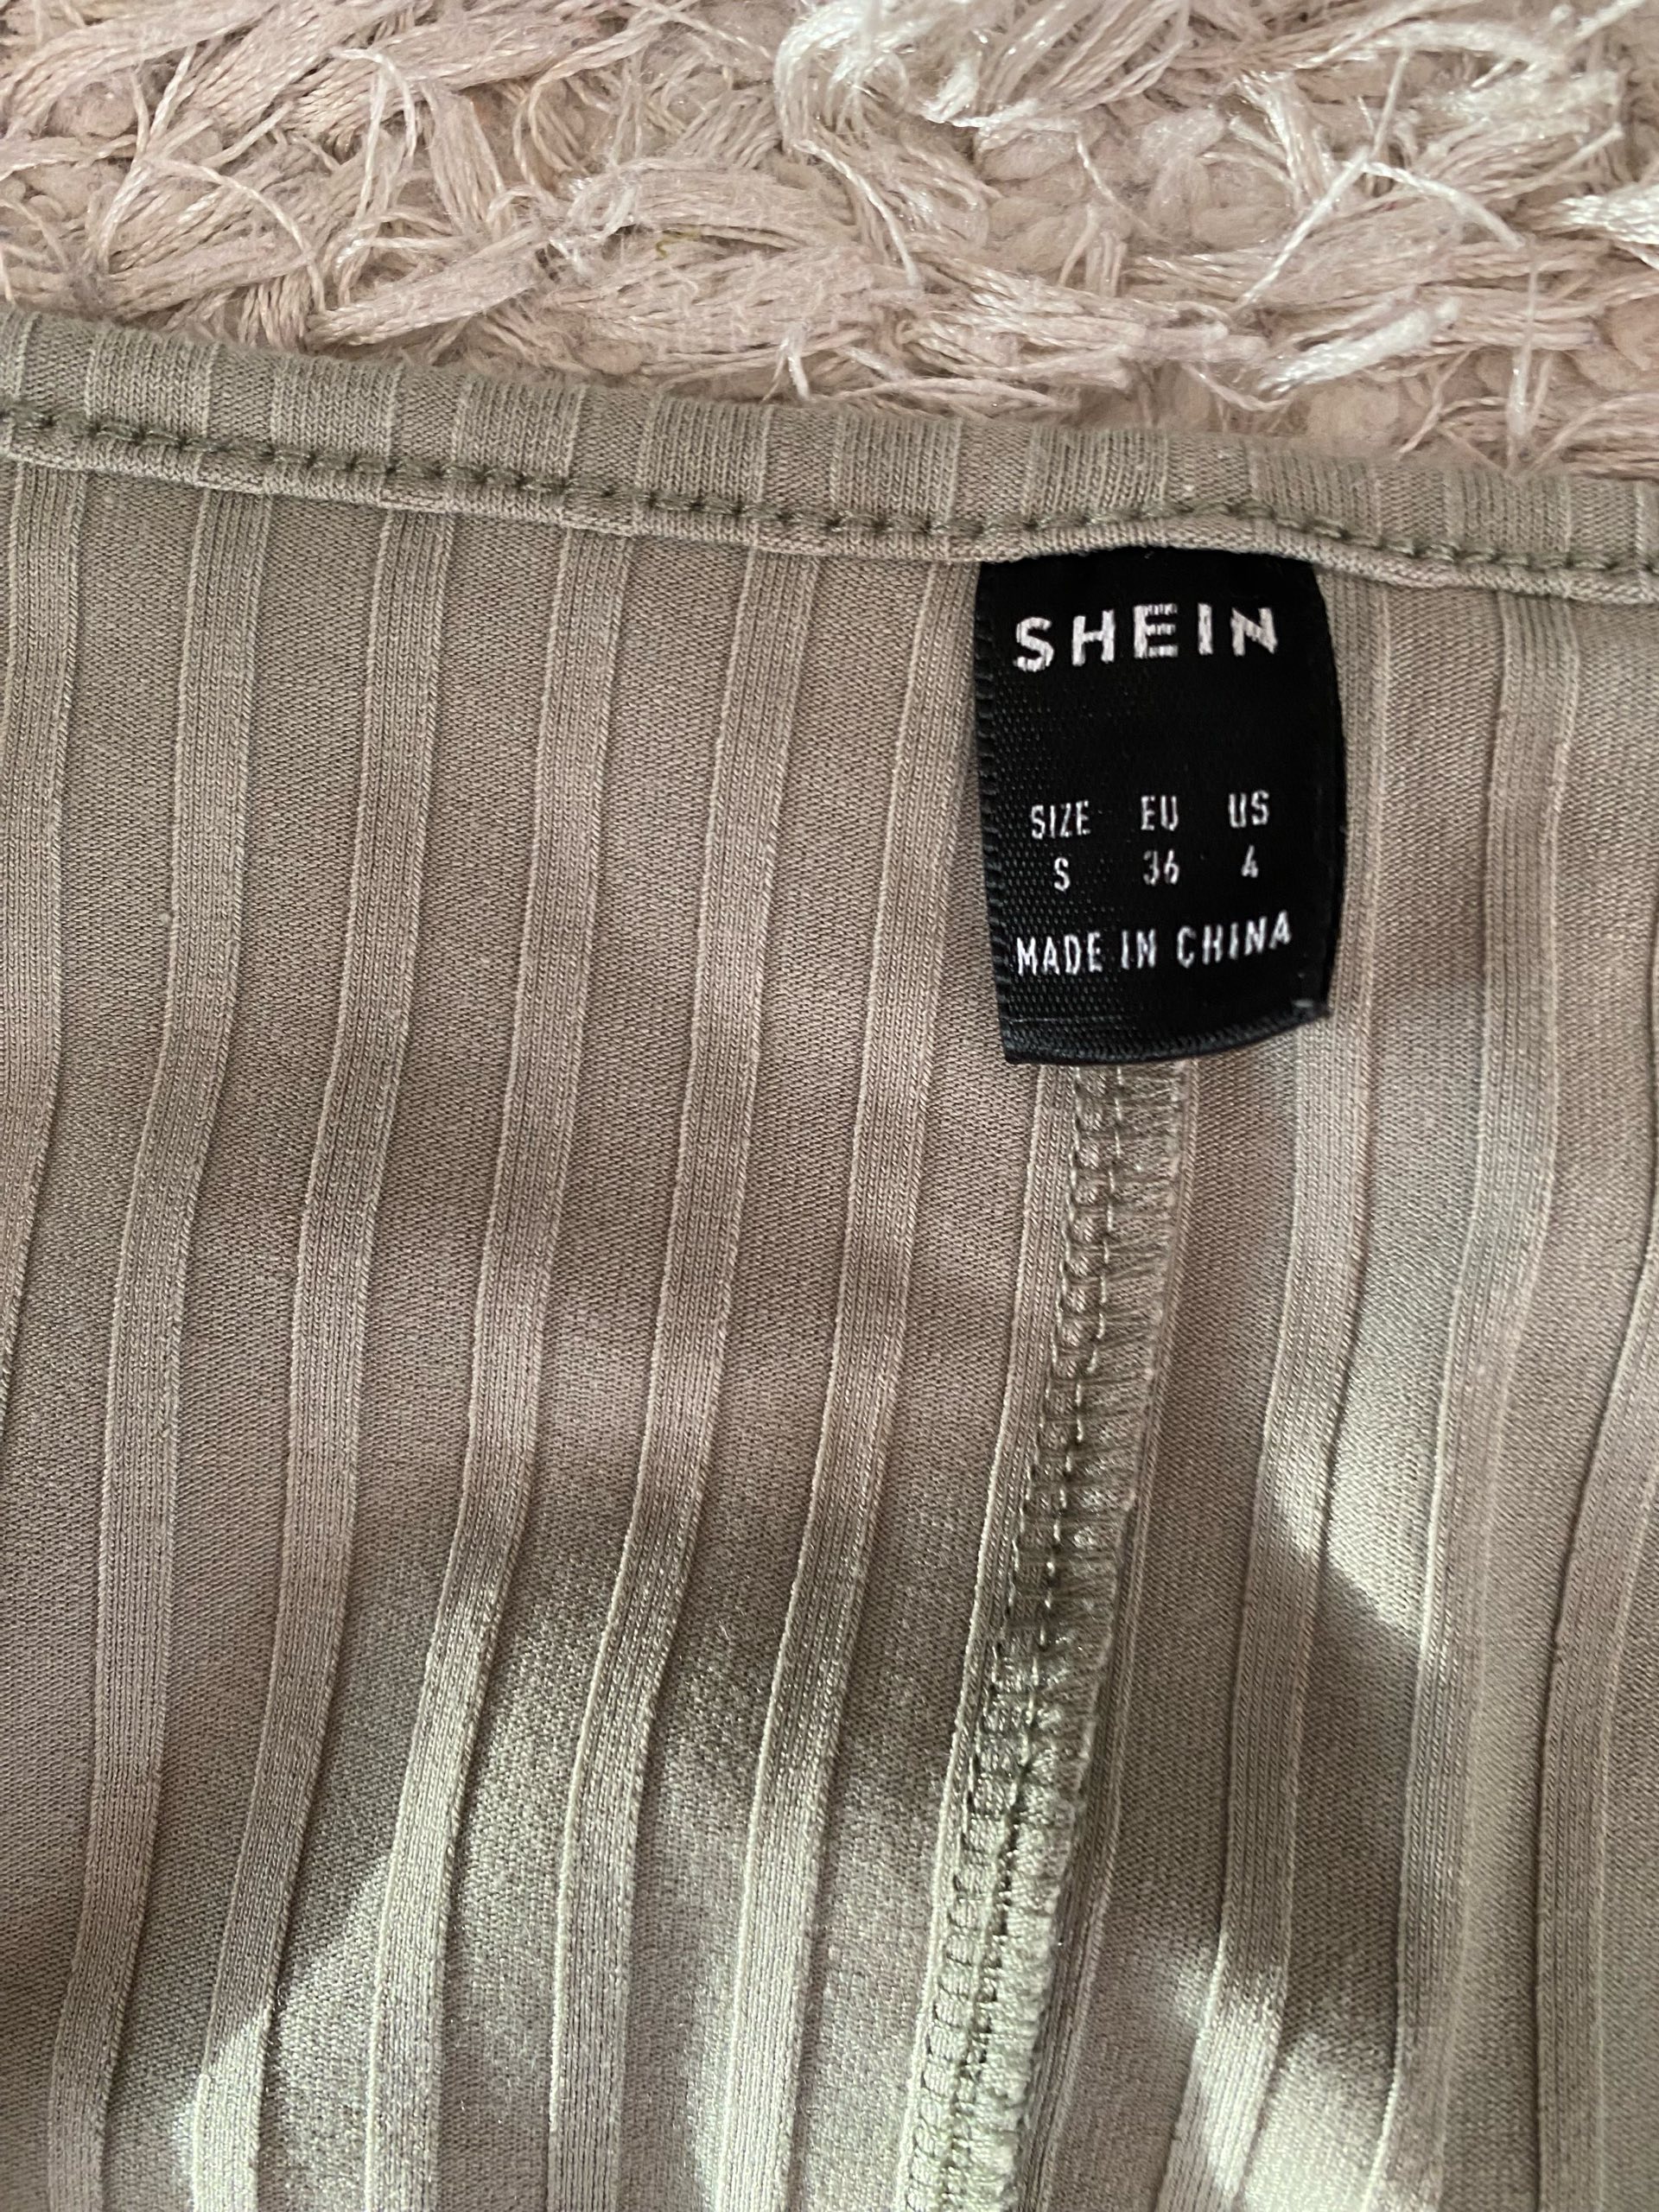 SHEIN
SIZE EU US
S 36 4
MADE IN CHINA